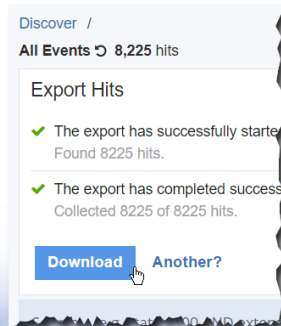 Discover /
All Events 8,225 hits
Export Hits
The export has successfully starte
Found 8225 hits.
The export has completed success
Collected 8225 of 8225 hits.
Download Another?